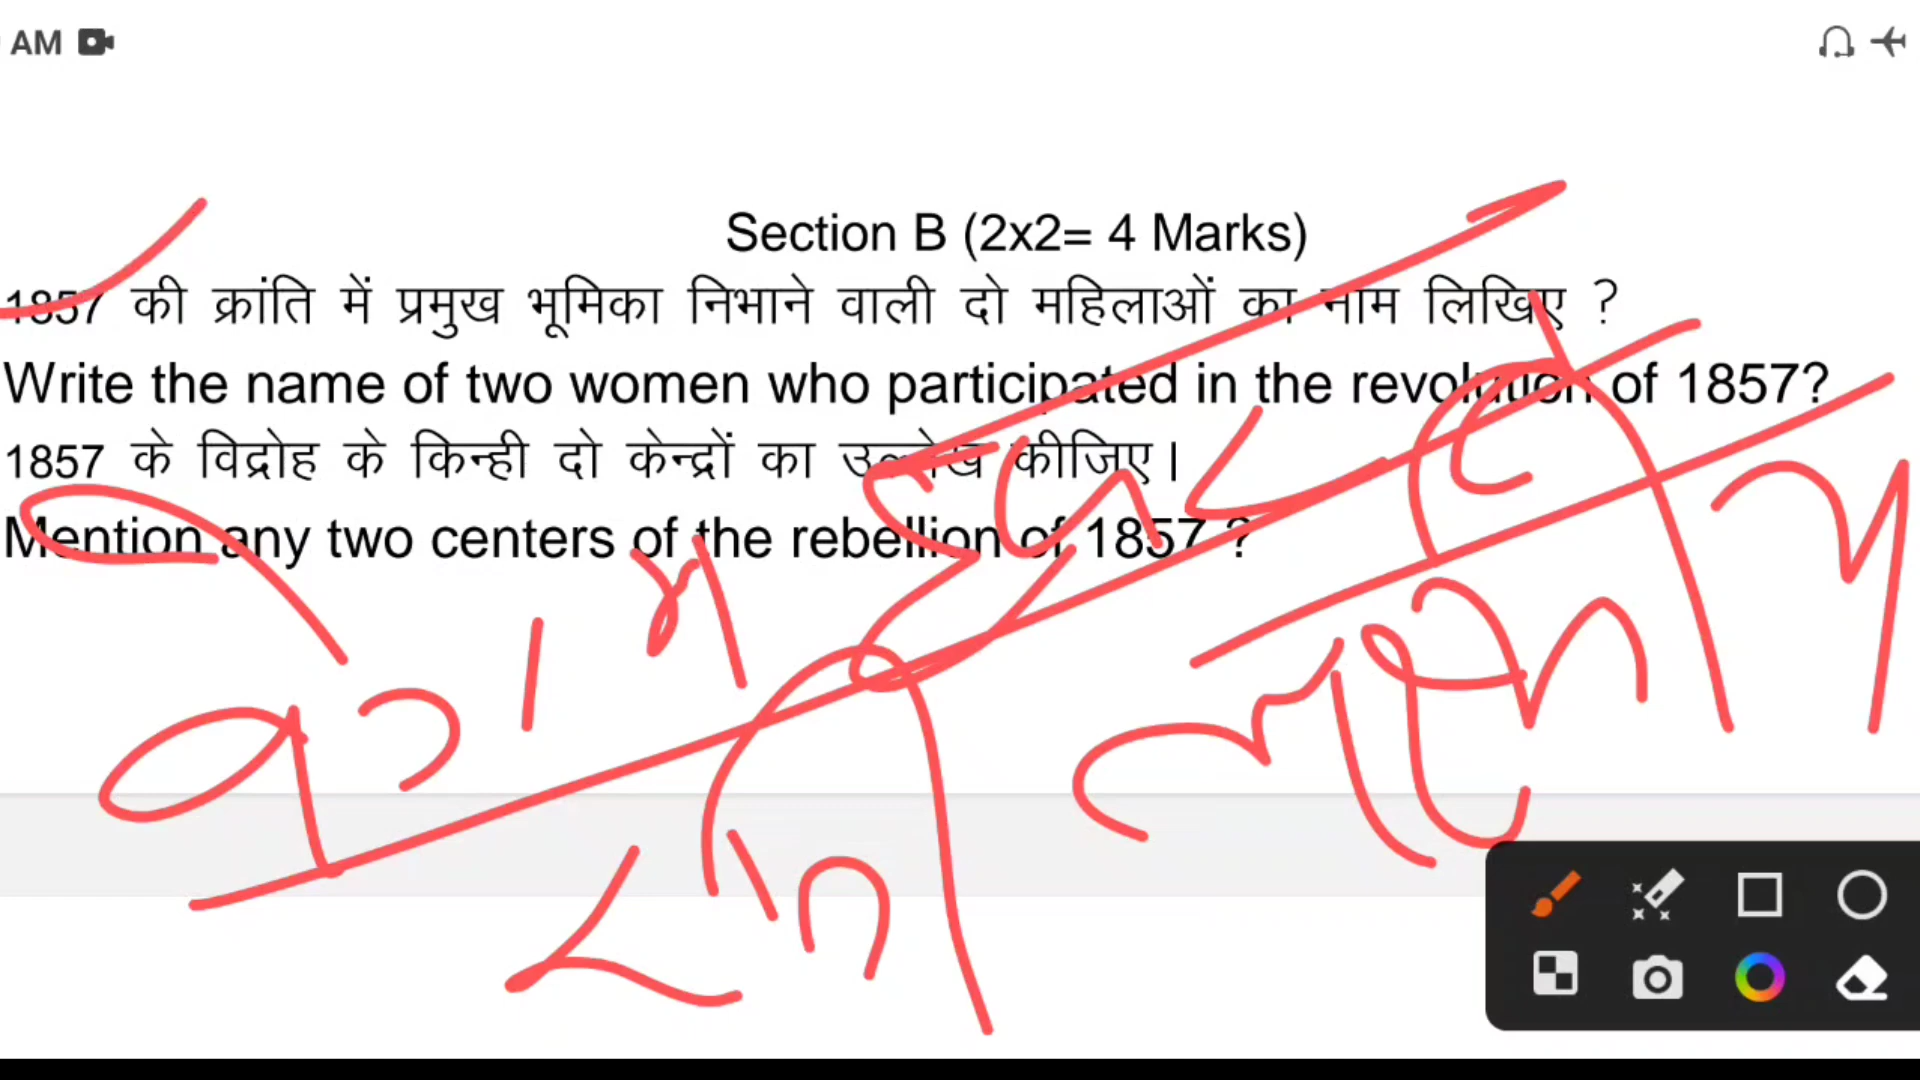 AM
Section B (2x2= 4 Marks)
1857 की क्रांति में प्रमुख भूमिका निभाने वाली दो महिलाओं का नाम लिखिए ?
Write the name of two women who participated in the revolution of 1857?
1857 के विद्रोह के किन्ही दो केन्द्रों का उल्लेख कीजिए।
Mention any two centers of the rebellion of 1857 ?